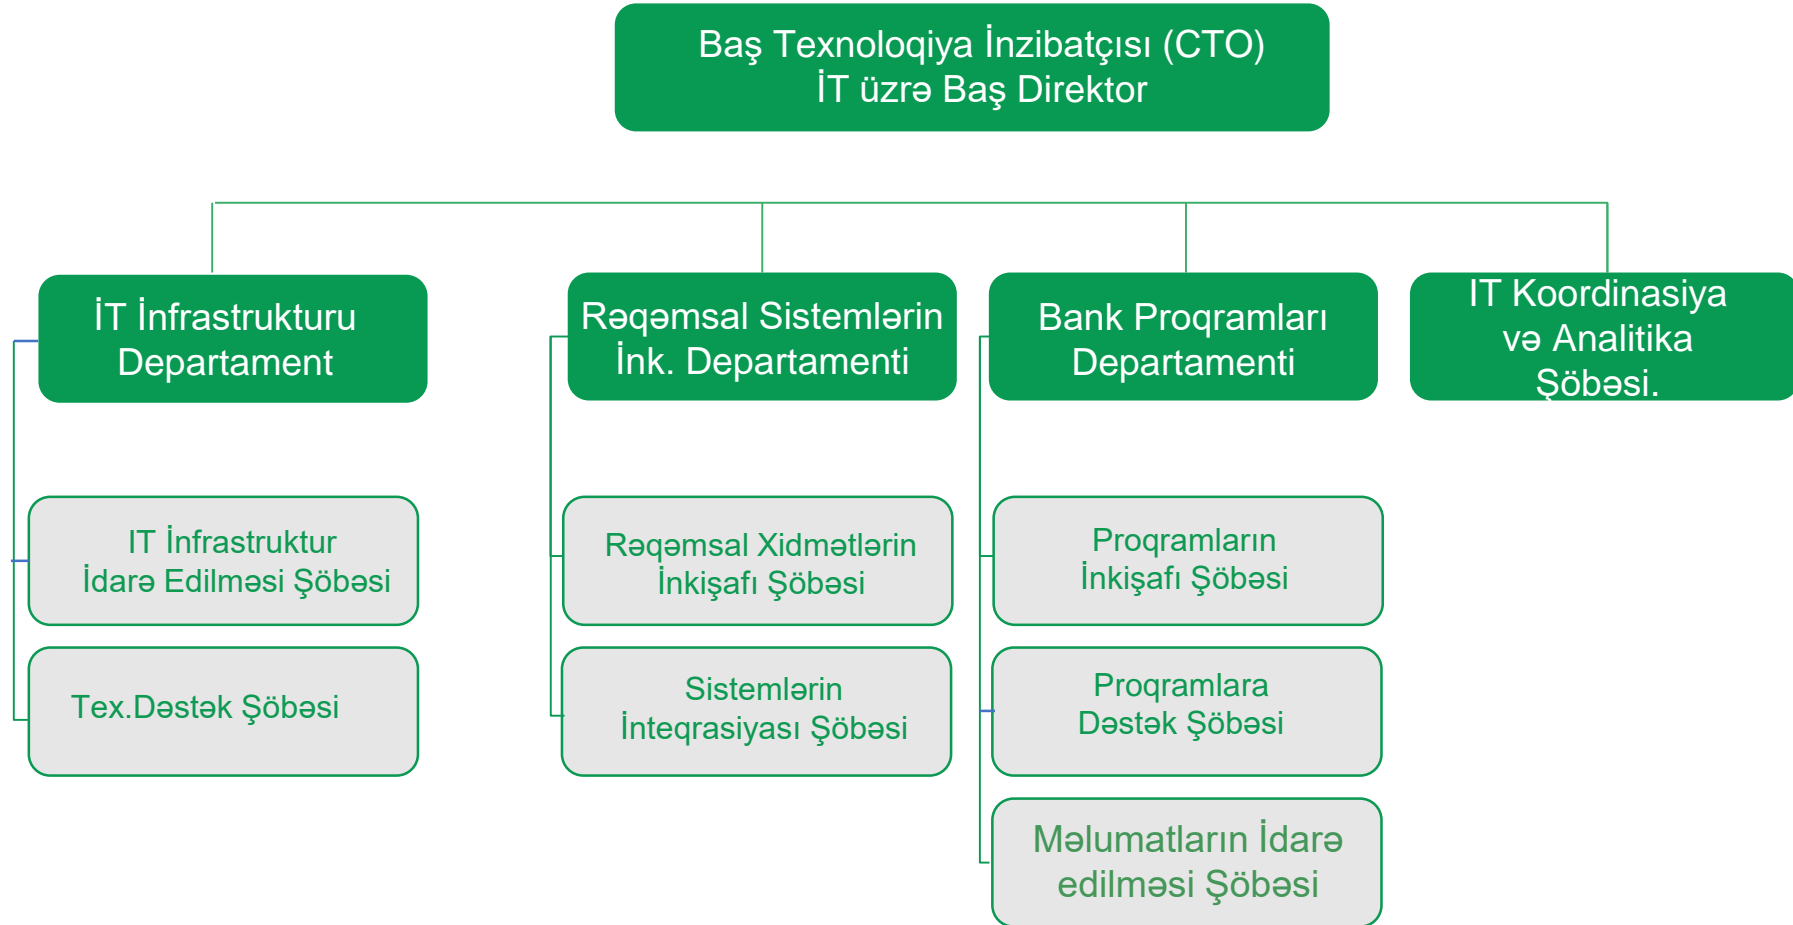 Baş Texnoloqiya İnzibatçısı (CTO)
İT üzrə Baş Direktor
İT İnfrastrukturu
Departament
Rəqəmsal Sistemlərin
İnk. Departamenti
Bank Proqramları
Departamenti
IT Koordinasiya
və Analitika
Şöbəsi.
IT İnfrastruktur
İdarə Edilməsi Şöbəsi
Tex.Dəstək Şöbəsi
Rəqəmsal Xidmətlərin
İnkişafı Şöbəsi
Sistemlərin
İnteqrasiyası Şöbəsi
Proqramların
İnkişafı Şöbəsi
Proqramlara
Dəstək Şöbəsi
Məlumatların İdarə
edilməsi Şöbəsi